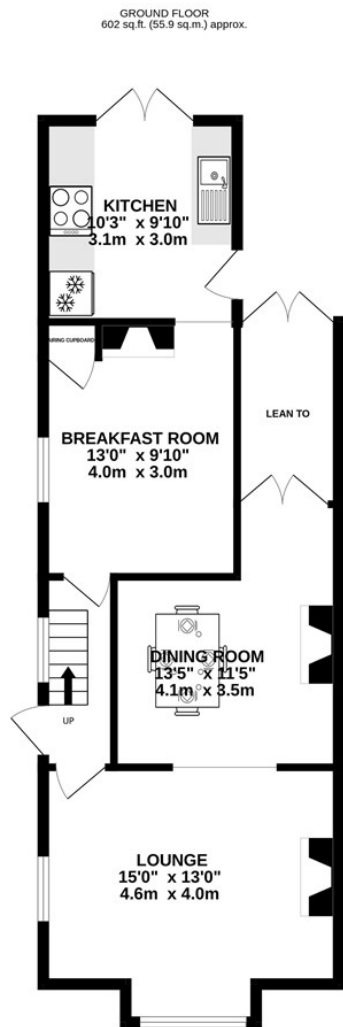 GROUND FLOOR
602 sq.ft. (55.9 sq.m.) approx.
KITCHEN
10'3" x 9'10"
3.1m x 3.0m
AIRING CUPBOARD
LEAN TO
BREAKFAST ROOM
13'0" x 9'10"
4.0m x 3.0m
DINING ROOM
13'5" x 11'5"
4.1m x 3.5m
UP
LOUNGE
15'0" x 13'0"
4.6m x 4.0m